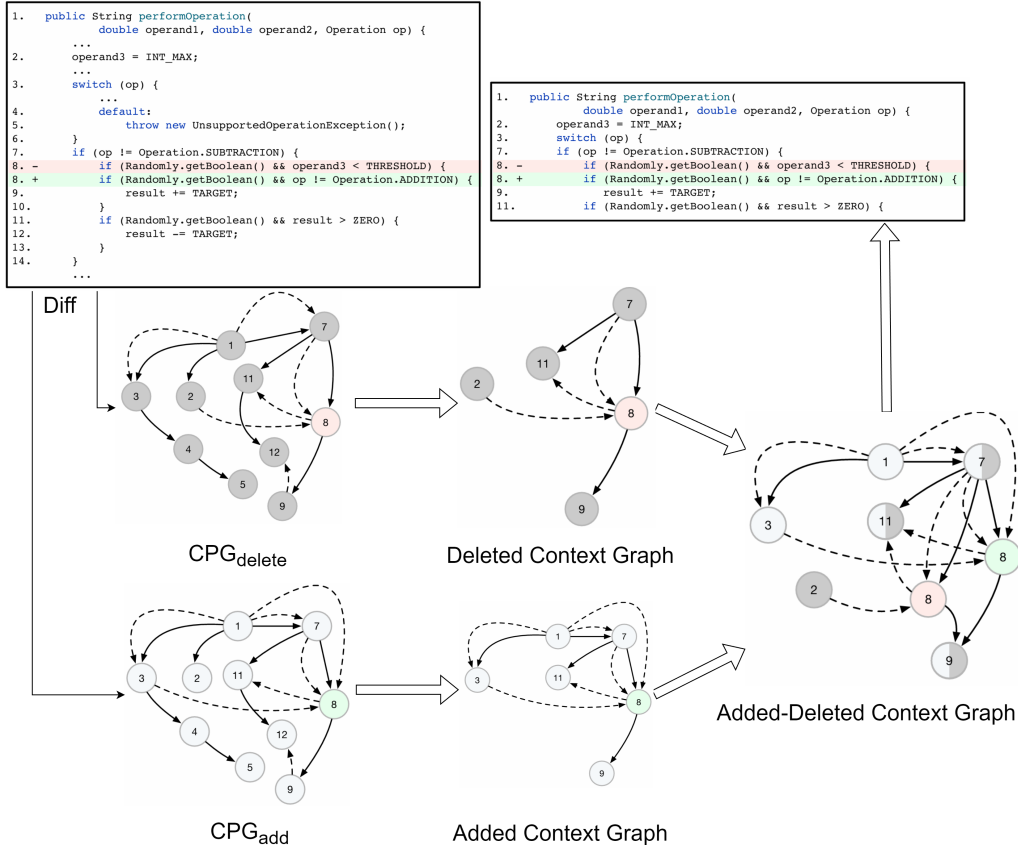 1. public String performOperation(
double operand1, double operand2, Operation op) {
...
2. operand3 = INT_MAX;
...
3. switch (op) {
...
4. default:
5. throw new UnsupportedOperationException();
6. }
7. if (op != Operation.SUBTRACTION) {
8. - if (Randomly.getBoolean() && operand3 < THRESHOLD) {
8. + if (Randomly.getBoolean() && op != Operation.ADDITION) {
9. result += TARGET;
10. }
11. if (Randomly.getBoolean() && result > ZERO) {
12. result -= TARGET;
13. }
14. }
...
1. public String performOperation(
double operand1, double operand2, Operation op) {
2. operand3 = INT_MAX;
3. switch (op) {
7. if (op != Operation.SUBTRACTION) {
8. - if (Randomly.getBoolean() && operand3 < THRESHOLD) {
8. + if (Randomly.getBoolean() && op != Operation.ADDITION) {
9. result += TARGET;
11. if (Randomly.getBoolean() && result > ZERO) {
Diff
1
7
3
2
11
8
4
12
5
9
CPGdelete
7
11
2
8
9
Deleted Context Graph
1
7
3
11
8
2
8
9
Added-Deleted Context Graph
1
7
3
2
11
8
4
12
5
9
CPGadd
1
7
3
11
8
9
Added Context Graph